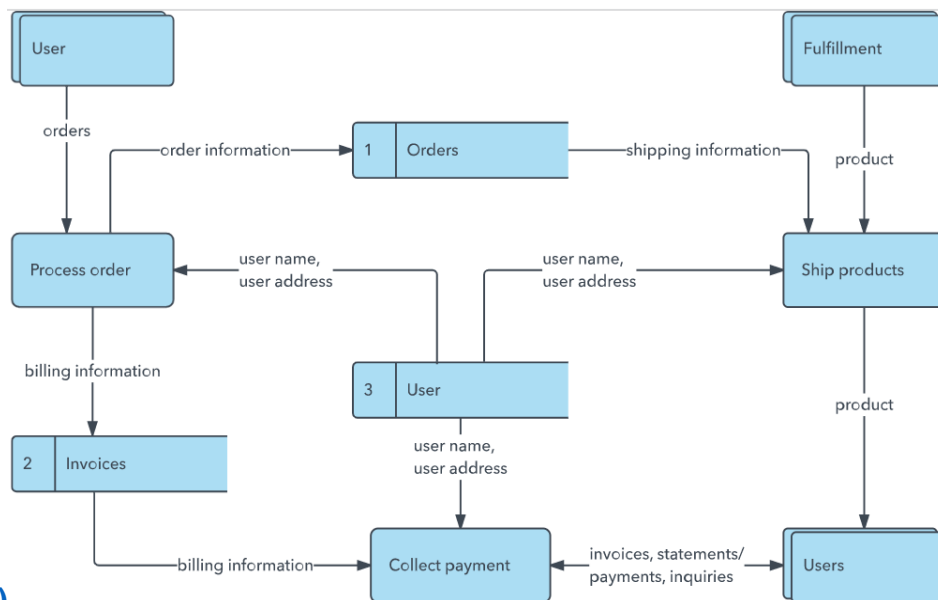 User
Fulfillment
orders
order information
1
Orders
shipping information
product
Process order
user name,
user address
user name,
user address
Ship products
billing information
3
User
product
2
Invoices
user name,
user address
billing information
Collect payment
invoices, statements/
payments, inquiries
Users
)